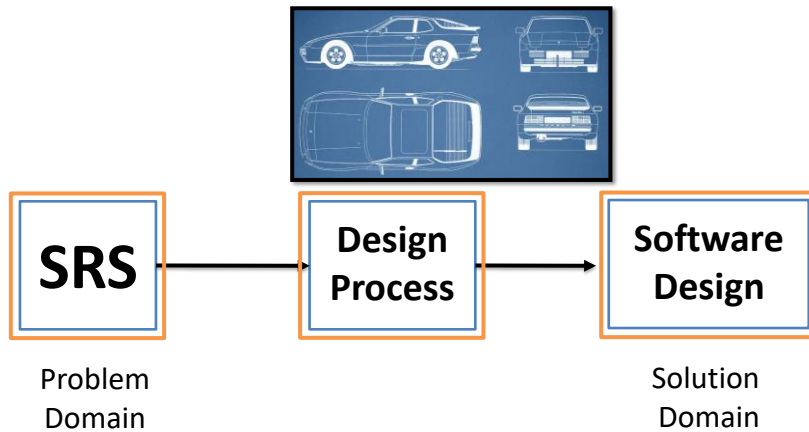 SRS
Design
Process
Software
Design
Problem
Domain
Solution
Domain